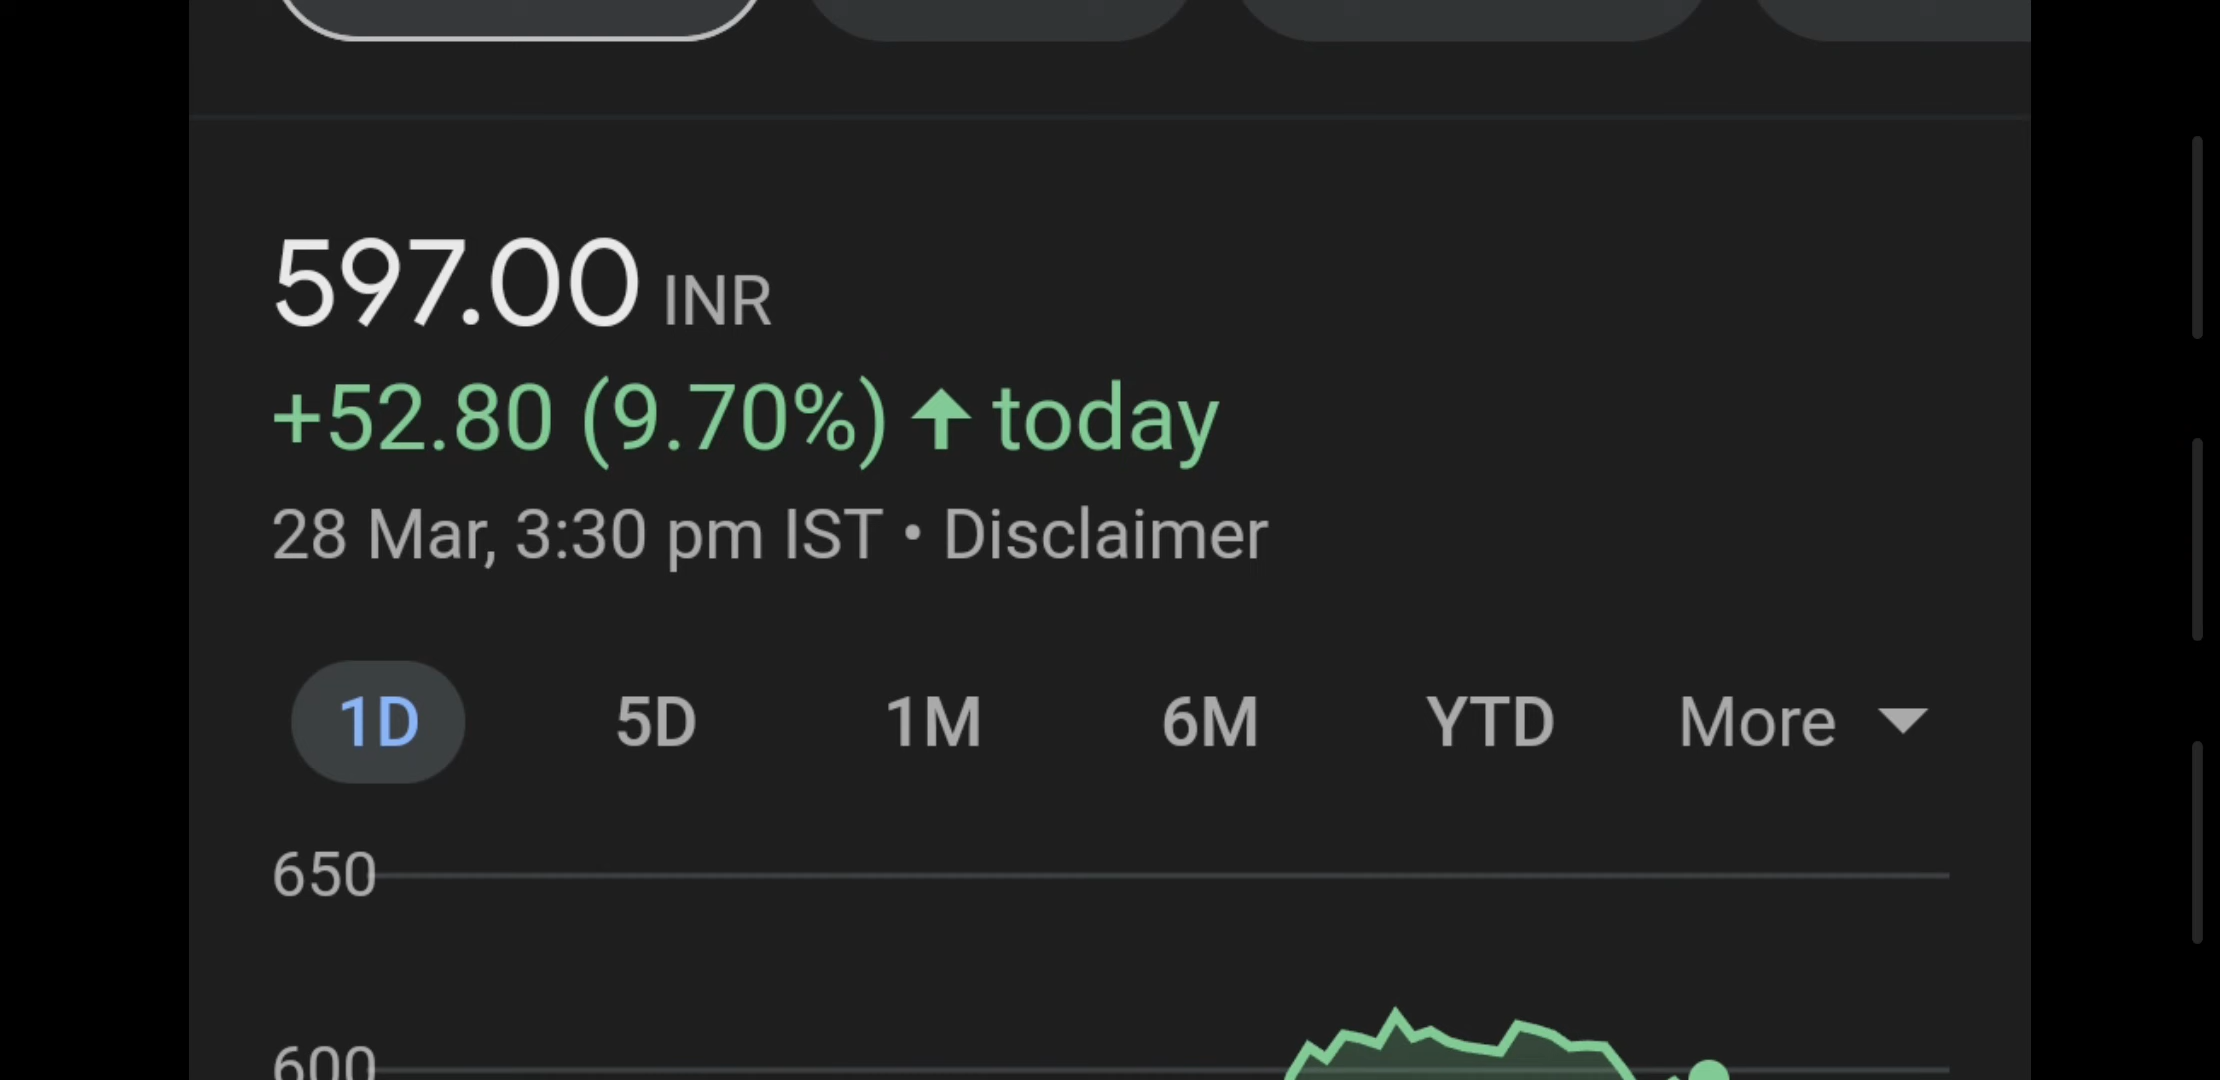 597.00 INR
+52.80 (9.70%) ↑ today
28 Mar, 3:30 pm IST • Disclaimer
1D 5D 1M 6M YTD More
650
600